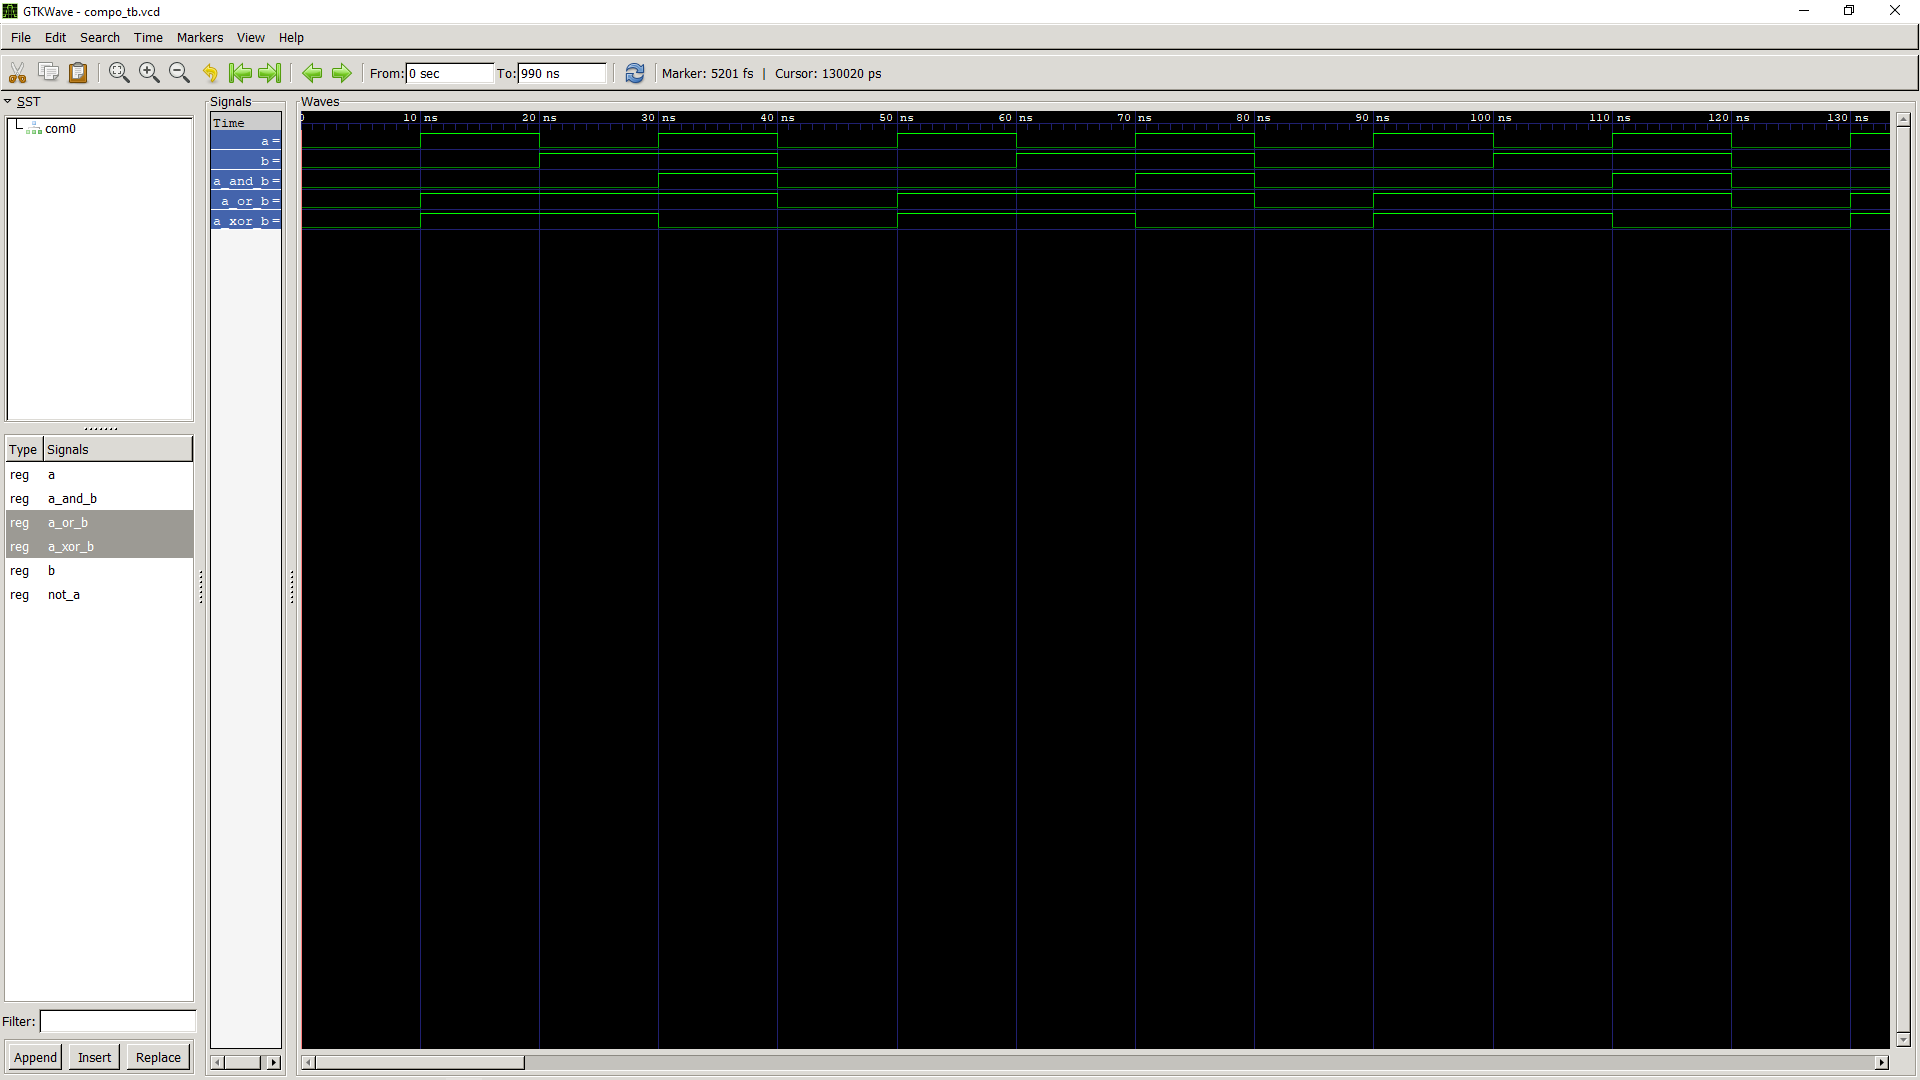 GTKWave - compo_tb.vcd
File Edit Search Time Markers View Help
From: 0 sec To: 990 ns Marker: 5201 fs | Cursor: 130020 ps
SST
com0
Type Signals
reg a
reg a_and_b
reg a_or_b
reg a_xor_b
reg b
reg not_a
Filter:
Append Insert Replace
Signals
Time
a =
b =
a_and_b =
a_or_b =
a_xor_b =
Waves
0 10 ns 20 ns 30 ns 40 ns 50 ns 60 ns 70 ns 80 ns 90 ns 100 ns 110 ns 120 ns 130 ns